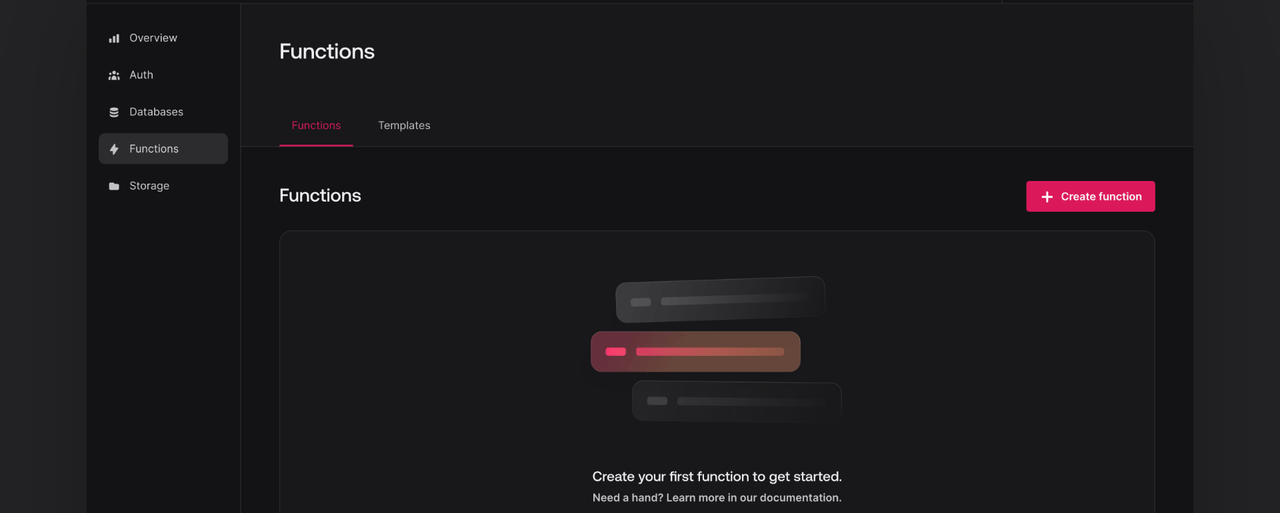 Overview
Auth
Databases
Functions
Storage
Functions
Functions Templates
Functions
Create function
Create your first function to get started.
Need a hand? Learn more in our documentation.